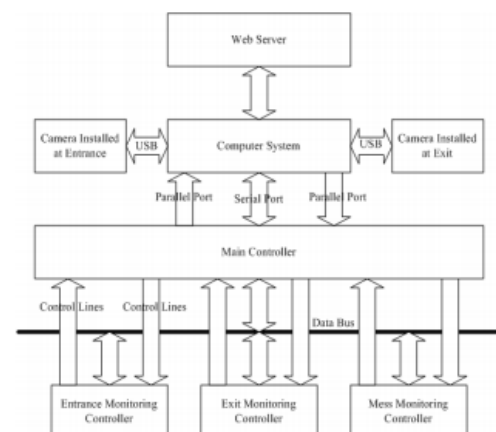 Web Server
Camera Installed
at Entrance
USB
Computer System
USB
Camera Installed
at Exit
Parallel Port
Serial Port
Parallel Port
Main Controller
Control Lines
Control Lines
Data Bus
Entrance Monitoring
Controller
Exit Monitoring
Controller
Mess Monitoring
Controller